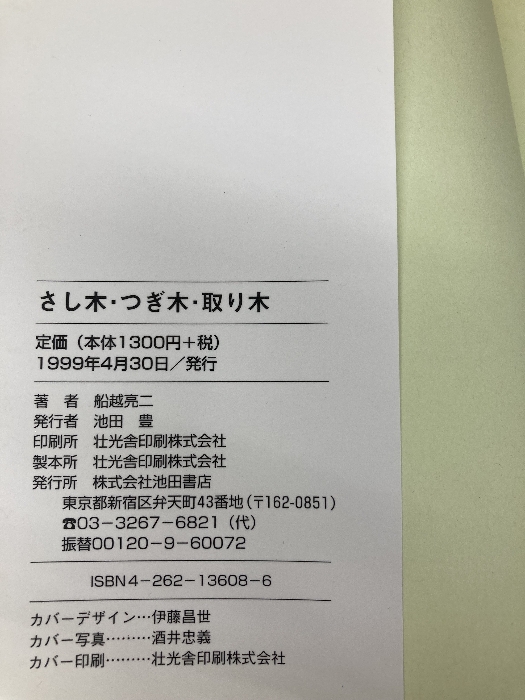 さし木・つぎ木・取り木
定価（本体1300円＋税）
1999年4月30日／発行
著　者　船越亮二
発行者　池田　豊
印刷所　壮光舎印刷株式会社
製本所　壮光舎印刷株式会社
発行所　株式会社池田書店
東京都新宿区弁天町43番地（〒162-0851）
☎03－3267－6821（代）
振替00120－9－60072
ISBN4－262－13608－6
カバーデザイン…伊藤昌世
カバー写真………酒井忠義
カバー印刷………壮光舎印刷株式会社